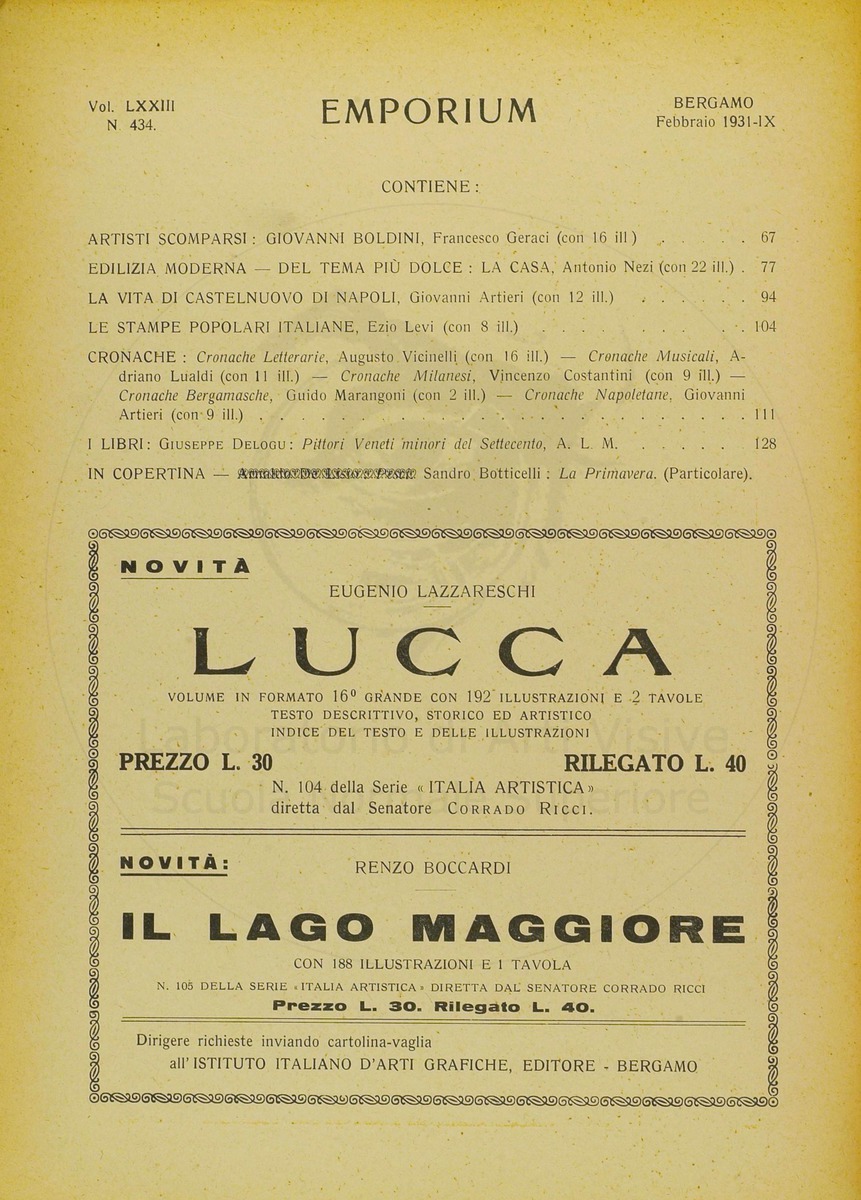 Vol. LXXIII
N 434.
EMPORIUM
BERGAMO
Febbraio 1931-IX
CONTIENE :
ARTISTI SCOMPARSI : GIOVANNI BOLDINI, Francesco Geraci (con 16 ill ) . . . . . 67
EDILIZIA MODERNA — DEL TEMA PIÙ DOLCE : LA CASA, Antonio Nezi (con 22 ill.) . 77
LA VITA DI CASTELNUOVO DI NAPOLI, Giovanni Artieri (con 12 ill.) . . . . . . 94
LE STAMPE POPOLARI ITALIANE, Ezio Levi (con 8 ill.) . . . . . . . . . 104
CRONACHE : Cronache Letterarie, Augusto Vicinelli (con 16 ill.) — Cronache Musicali, A-
driano Lualdi (con 11 ill.) — Cronache Milanesi, Vincenzo Costantini (con 9 ill.) —
Cronache Bergamasche, Guido Marangoni (con 2 ill.) — Cronache Napoletane, Giovanni
Artieri (con 9 ill.) . . . . . . . . . . . . . . . . . . . 111
I LIBRI : GIUSEPPE DELOGU : Pittori Veneti minori del Settecento, A. L. M. . . . . . 128
IN COPERTINA — Sandro Botticelli : La Primavera. (Particolare).
NOVITÀ
EUGENIO LAZZARESCHI
LUCCA
VOLUME IN FORMATO 16º GRANDE CON 192 ILLUSTRAZIONI E 2 TAVOLE
TESTO DESCRITTIVO, STORICO ED ARTISTICO
INDICE DEL TESTO E DELLE ILLUSTRAZIONI
PREZZO L. 30 RILEGATO L. 40
N. 104 della Serie « ITALIA ARTISTICA »
diretta dal Senatore CORRADO RICCI.
NOVITÀ:
RENZO BOCCARDI
IL LAGO MAGGIORE
CON 188 ILLUSTRAZIONI E 1 TAVOLA
N. 105 DELLA SERIE « ITALIA ARTISTICA » DIRETTA DAL SENATORE CORRADO RICCI
Prezzo L. 30. Rilegato L. 40.
Dirigere richieste inviando cartolina-vaglia
all' ISTITUTO ITALIANO D'ARTI GRAFICHE, EDITORE - BERGAMO